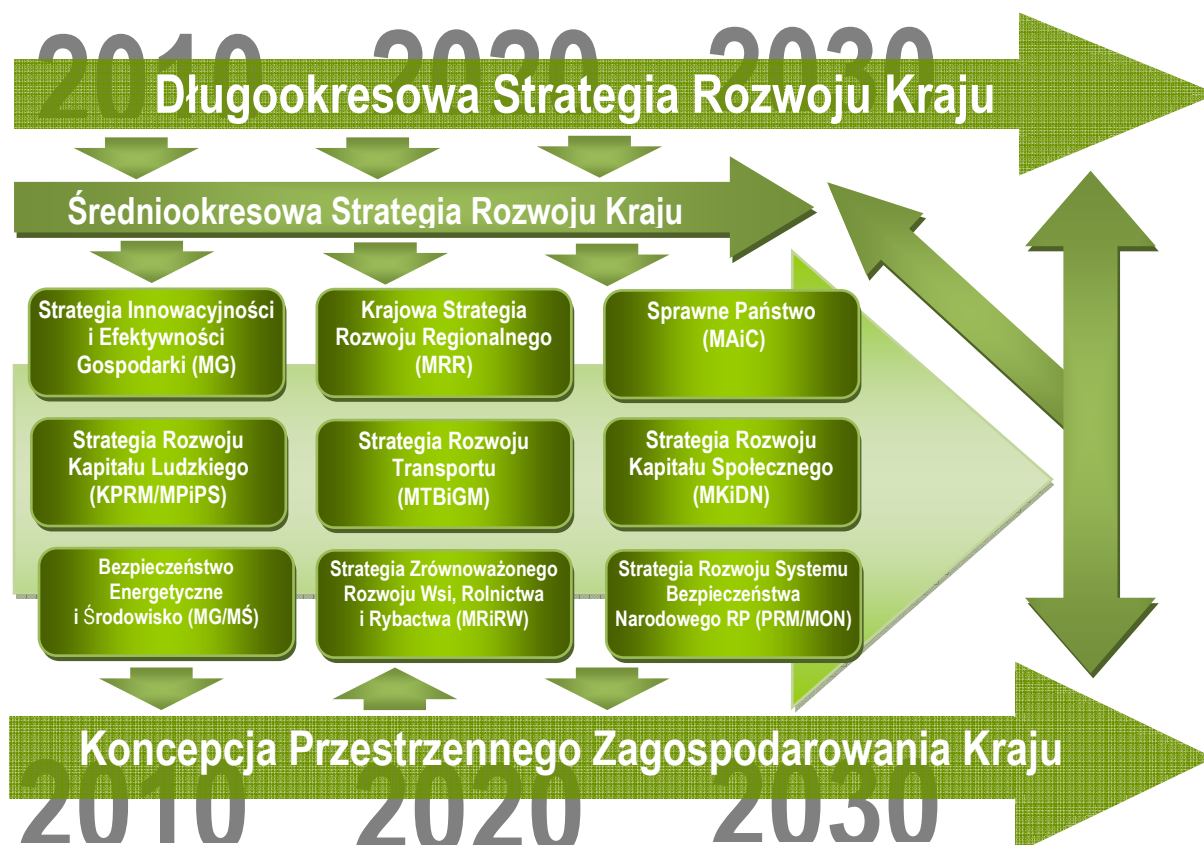 2010 2020 2030
Długookresowa Strategia Rozwoju Kraju
Średniookresowa Strategia Rozwoju Kraju
Strategia Innowacyjności
i Efektywności
Gospodarki (MG)
Krajowa Strategia
Rozwoju Regionalnego
(MRR)
Sprawne Państwo
(MAiC)
Strategia Rozwoju
Kapitału Ludzkiego
(KPRM/MPiPS)
Strategia Rozwoju
Transportu
(MTBiGM)
Strategia Rozwoju
Kapitału Społecznego
(MKiDN)
Bezpieczeństwo
Energetyczne
i Środowisko (MG/MŚ)
Strategia Zrównoważonego
Rozwoju Wsi, Rolnictwa
i Rybactwa (MRiRW)
Strategia Rozwoju Systemu
Bezpieczeństwa
Narodowego RP (PRM/MON)
Koncepcja Przestrzennego Zagospodarowania Kraju
2010 2020 2030